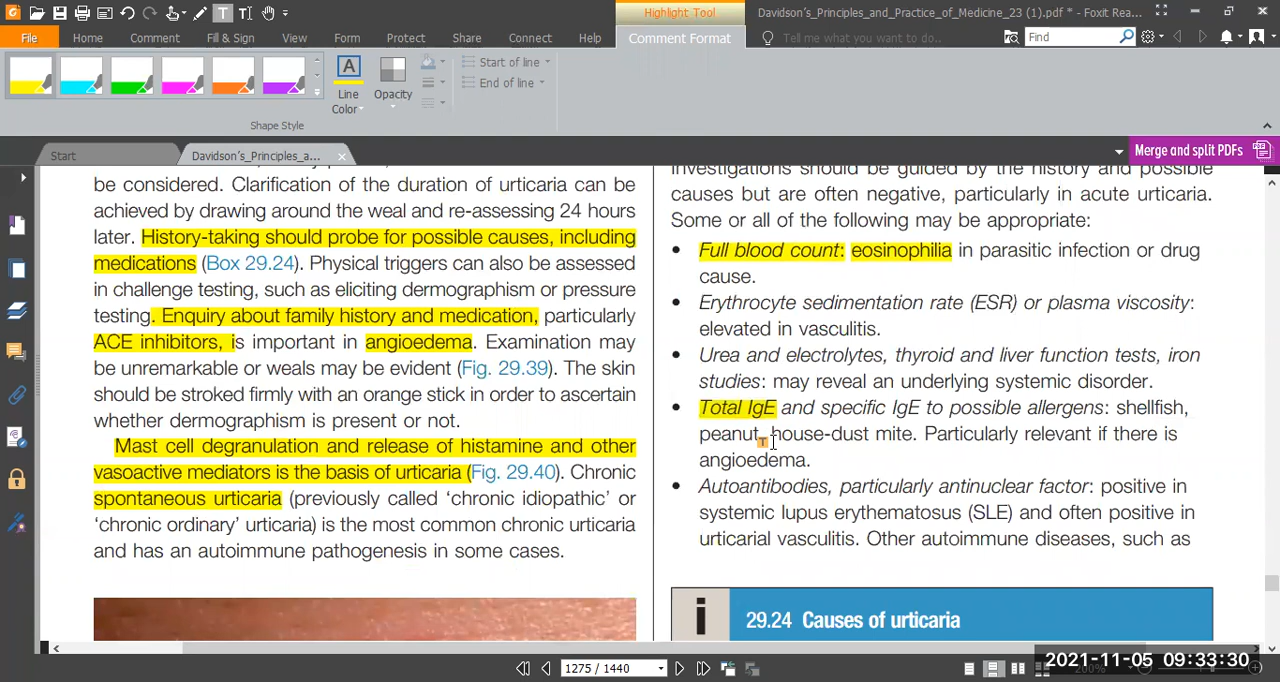 Highlight Tool
Davidson's_Principles_and_Practice_of_Medicine_23 (1).pdf * - Foxit Rea...
File
Home
Comment
Fill & Sign
View
Form
Protect
Share
Connect
Help
Comment Format
Tell me what you want to do..
Find
Line
Color
Opacity
Start of line
End of line
Shape Style
Start
Davidson's_Principles_a...
Merge and split PDFs
be considered. Clarification of the duration of urticaria can be
achieved by drawing around the weal and re-assessing 24 hours
later. History-taking should probe for possible causes, including
medications (Box 29.24). Physical triggers can also be assessed
in challenge testing, such as eliciting dermographism or pressure
testing. Enquiry about family history and medication, particularly
ACE inhibitors, is important in angioedema. Examination may
be unremarkable or weals may be evident (Fig. 29.39). The skin
should be stroked firmly with an orange stick in order to ascertain
whether dermographism is present or not.
Mast cell degranulation and release of histamine and other
vasoactive mediators is the basis of urticaria (Fig. 29.40). Chronic
spontaneous urticaria (previously called 'chronic idiopathic' or
'chronic ordinary' urticaria) is the most common chronic urticaria
and has an autoimmune pathogenesis in some cases.
Investigations should be guided by the history and possible
causes but are often negative, particularly in acute urticaria.
Some or all of the following may be appropriate:
• Full blood count: eosinophilia in parasitic infection or drug
cause.
• Erythrocyte sedimentation rate (ESR) or plasma viscosity:
elevated in vasculitis.
• Urea and electrolytes, thyroid and liver function tests, iron
studies: may reveal an underlying systemic disorder.
• Total IgE and specific IgE to possible allergens: shellfish,
peanut, house-dust mite. Particularly relevant if there is
angioedema.
• Autoantibodies, particularly antinuclear factor: positive in
systemic lupus erythematosus (SLE) and often positive in
urticarial vasculitis. Other autoimmune diseases, such as
i
29.24 Causes of urticaria
1275 / 1440
2021-11-05 09:33:30
200%